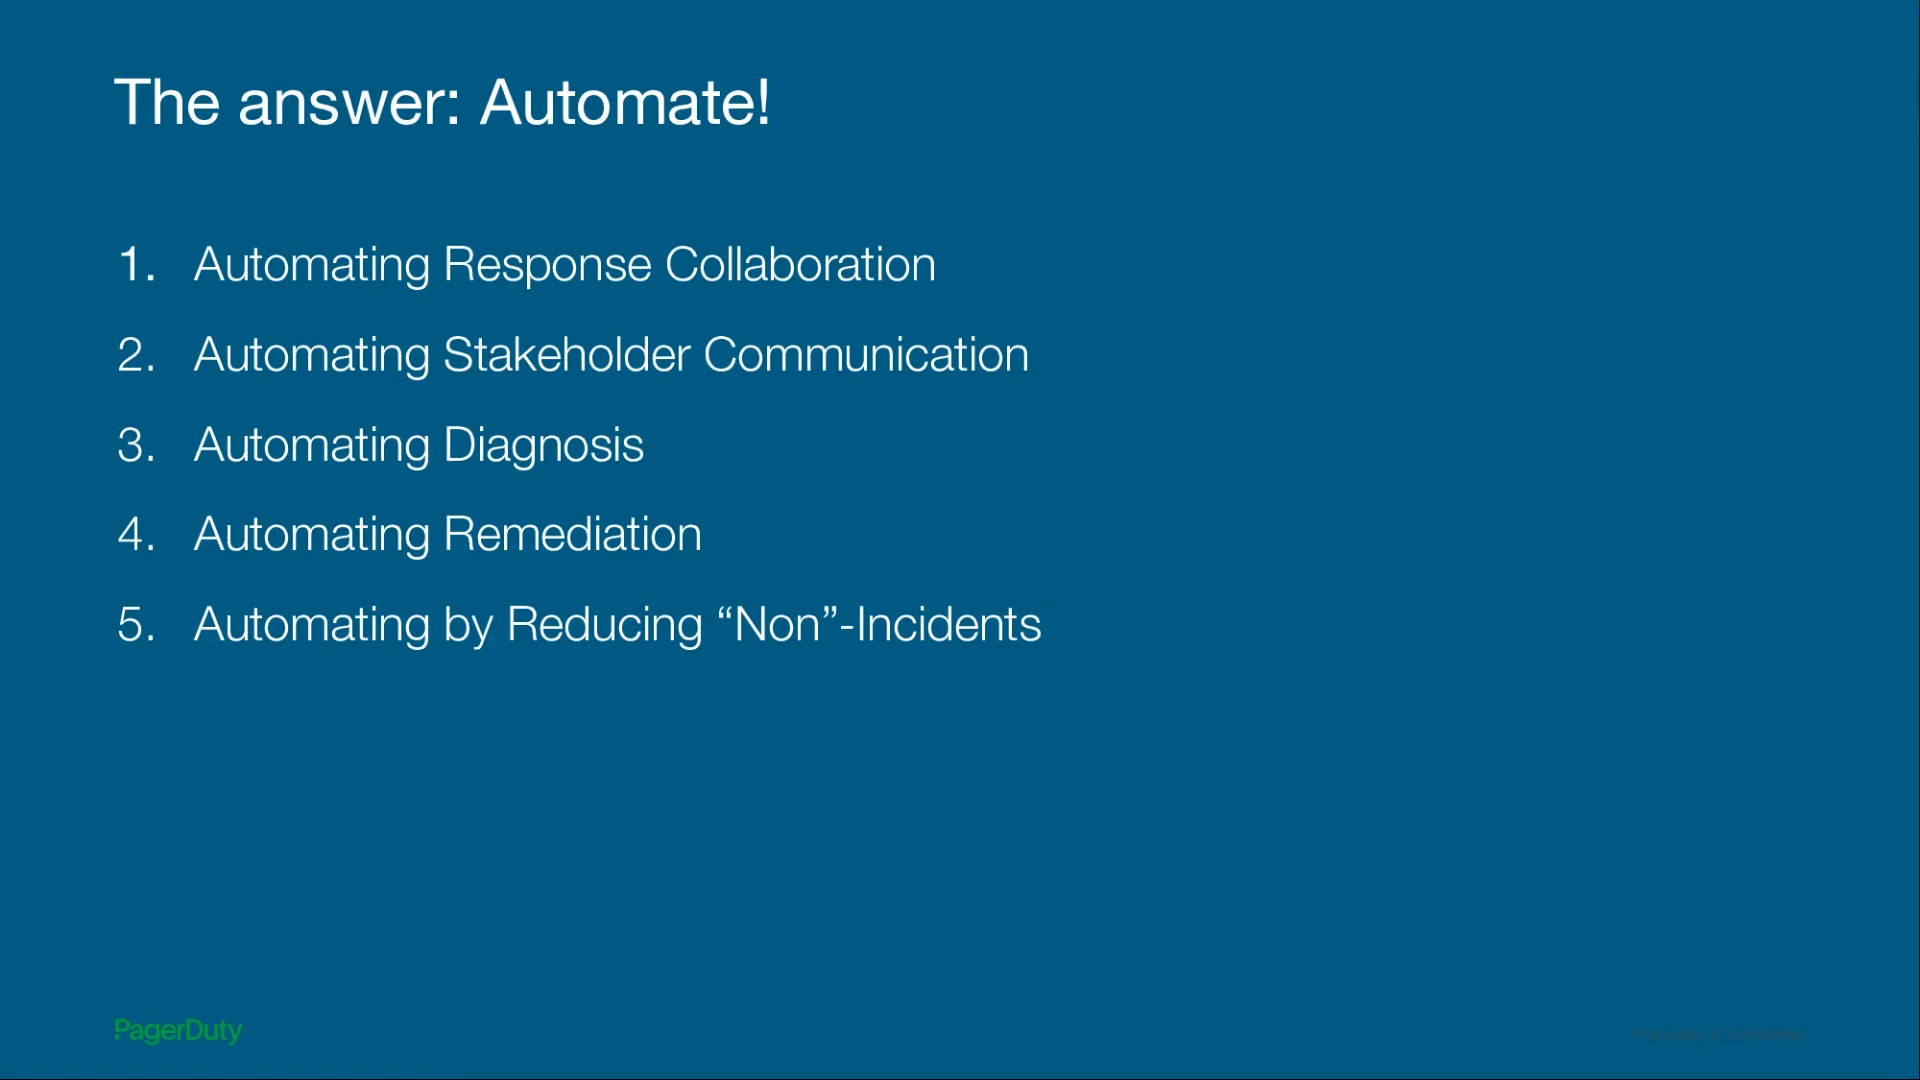 The answer: Automate!
1. Automating Response Collaboration
2. Automating Stakeholder Communication
3. Automating Diagnosis
4. Automating Remediation
5. Automating by Reducing “Non”-Incidents
PagerDuty